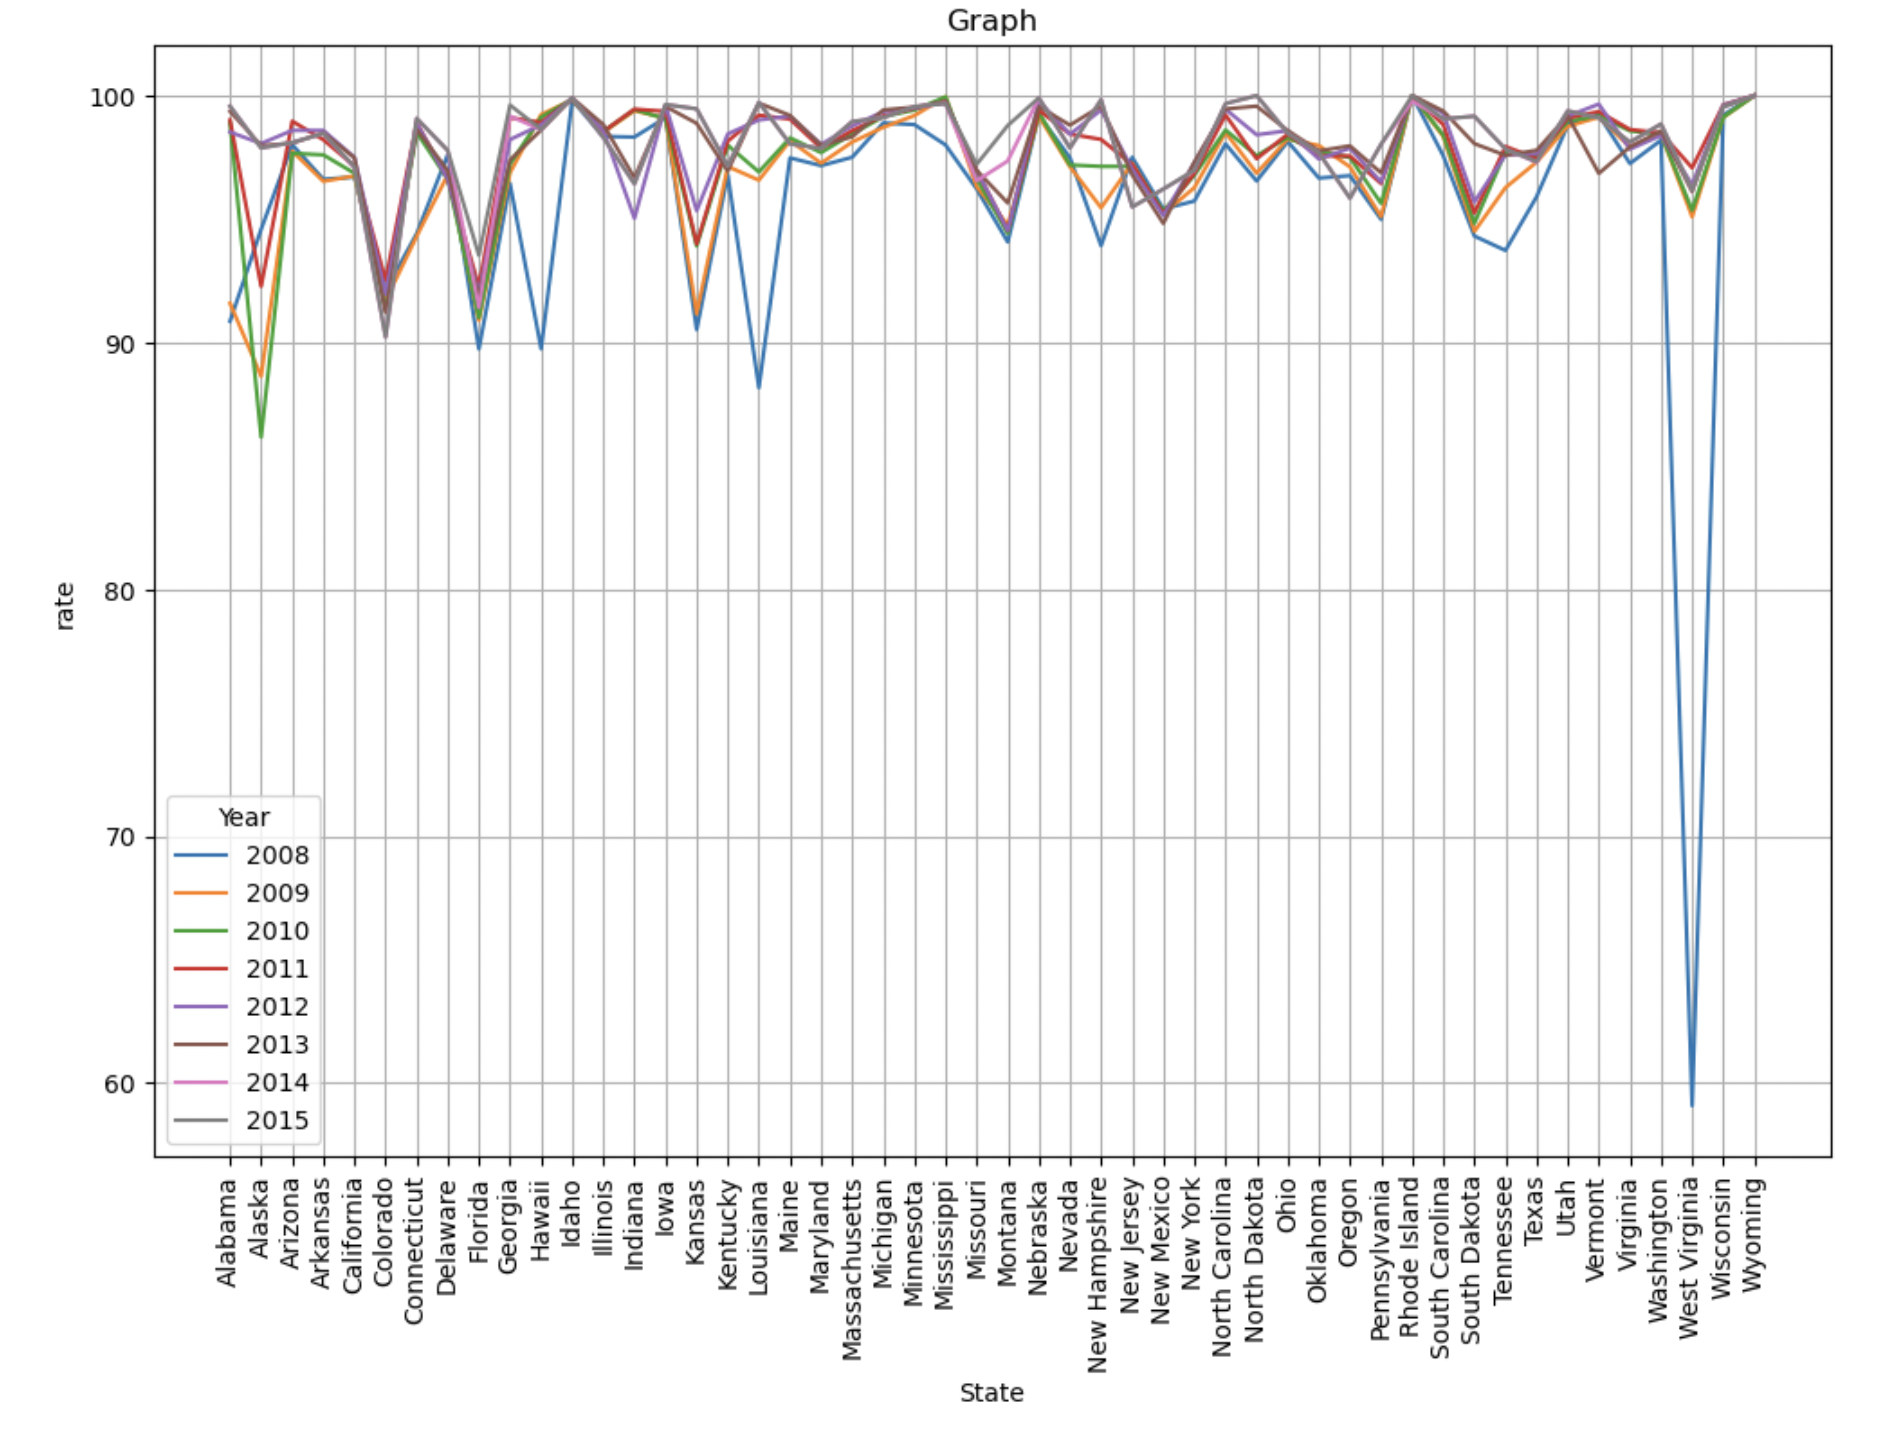 Graph
100
90
80
70
60
rate
Year
2008
2009
2010
2011
2012
2013
2014
2015
Alabama
Alaska
Arizona
Arkansas
California
Colorado
Connecticut
Delaware
Florida
Georgia
Hawaii
Idaho
Illinois
Indiana
Iowa
Kansas
Kentucky
Louisiana
Maine
Maryland
Massachusetts
Michigan
Minnesota
Mississippi
Missouri
Montana
Nebraska
Nevada
New Hampshire
New Jersey
New Mexico
New York
North Carolina
North Dakota
Ohio
Oklahoma
Oregon
Pennsylvania
Rhode Island
South Carolina
South Dakota
Tennessee
Texas
Utah
Vermont
Virginia
Washington
West Virginia
Wisconsin
Wyoming
State